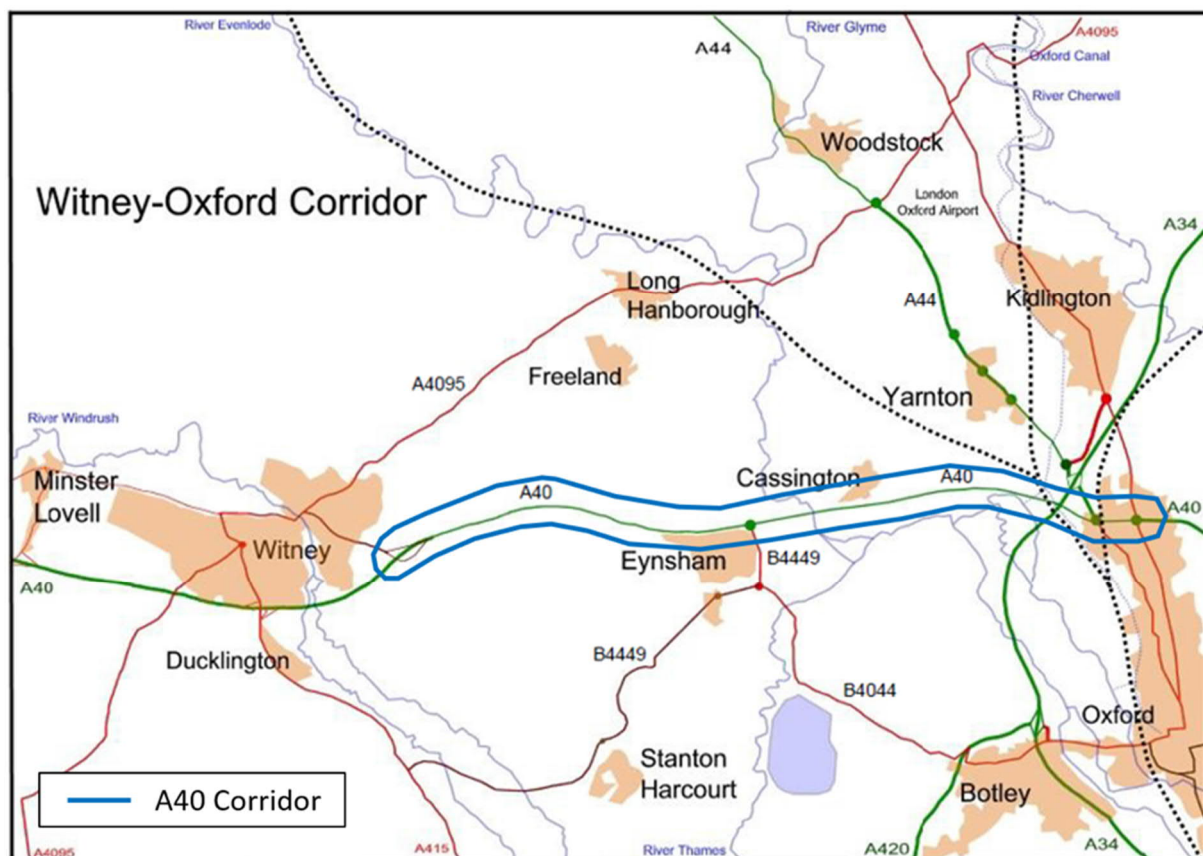 River Evenlode
A44
River Glyme
A4095
Oxford Canal
River Cherwell
Woodstock
Witney-Oxford Corridor
London
Oxford Airport
A34
Long
Hanborough
A44
Kidlington
Freeland
A4095
Yarnton
River Windrush
Minster
Lovell
Cassington
A40
A40
A40
Witney
Eynsham
B4449
A40
Ducklington
B4449
B4044
Oxford
Stanton
Harcourt
Botley
A40 Corridor
A4095
A415
River Thames
A420
A34